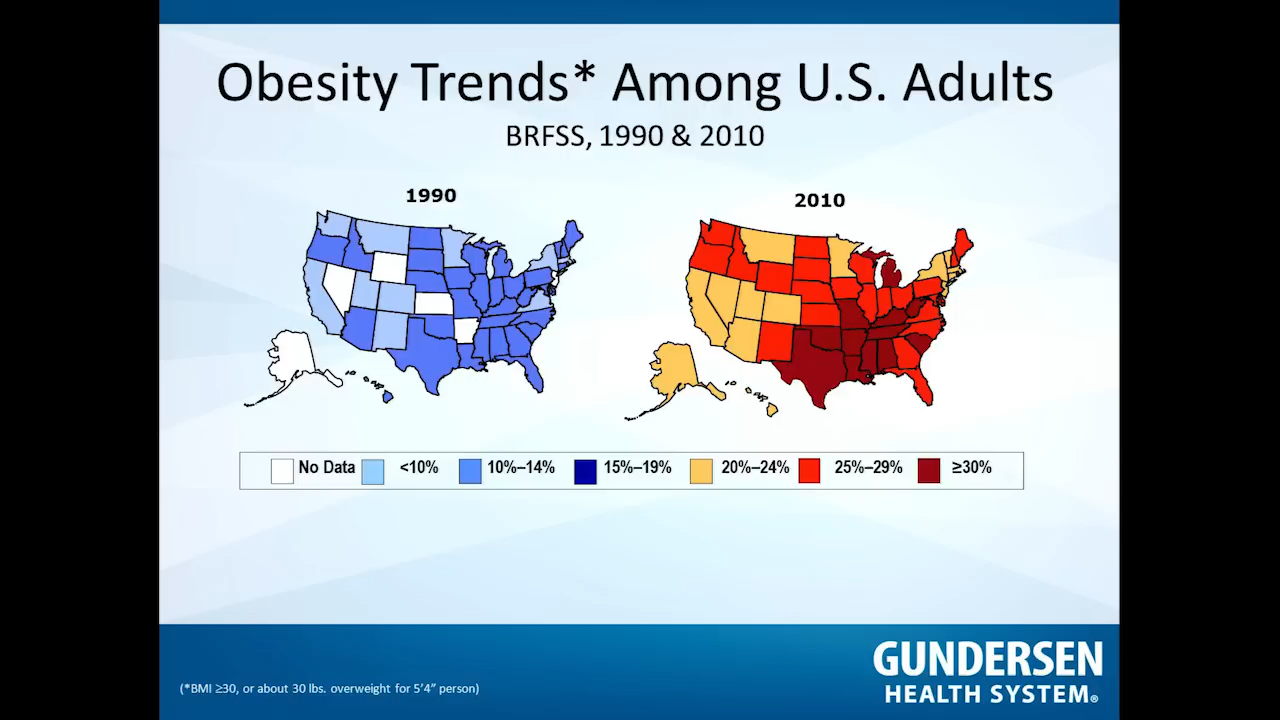 Obesity Trends* Among U.S. Adults
BRFSS, 1990 & 2010
1990
2010
No Data <10% 10%–14% 15%–19% 20%–24% 25%–29% ≥30%
(*BMI ≥30, or about 30 lbs. overweight for 5’4” person)
GUNDERSEN
HEALTH SYSTEM®